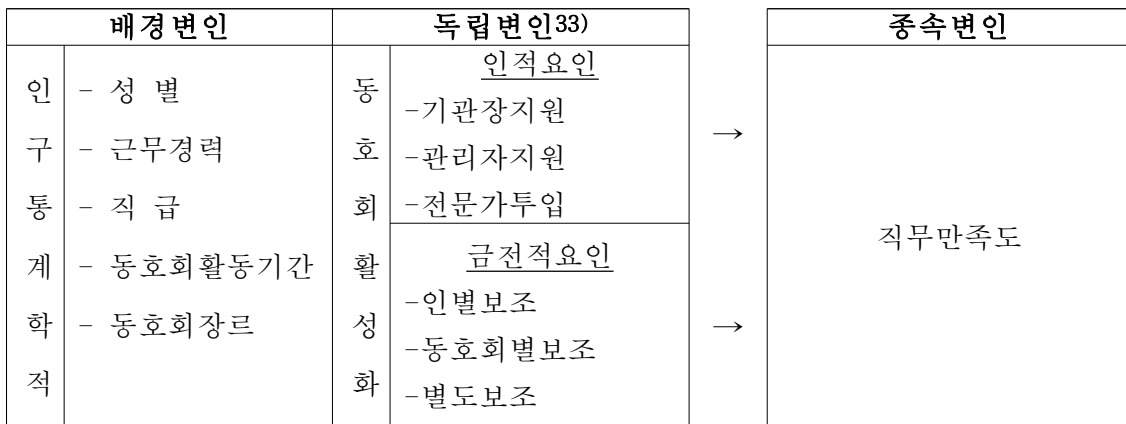 배경변인 독립변인33) → 종속변인
인구통계학적
- 성 별
- 근무경력
- 직 급
- 동호회활동기간
- 동호회장르
동호회활성화
인적요인
-기관장지원
-관리자지원
-전문가투입
금전적요인
-인별보조
-동호회별보조
-별도보조
→
→
직무만족도